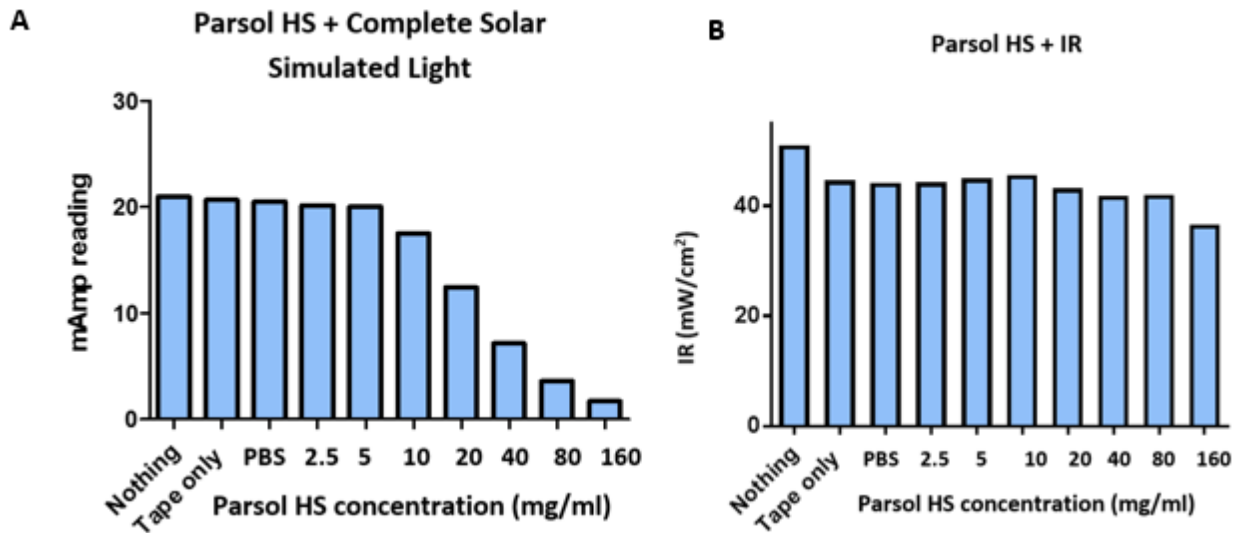 A
Parsol HS + Complete Solar
Simulated Light
mAmp reading
30
20
10
0
Nothing
Tape only
PBS
2.5
5
10
20
40
80
160
Parsol HS concentration (mg/ml)
B
Parsol HS + IR
IR (mW/cm²)
40
20
0
Nothing
Tape only
PBS
2.5
5
10
20
40
80
160
Parsol HS concentration (mg/ml)